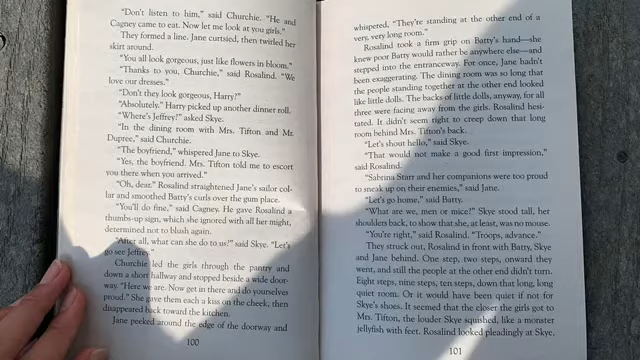 "Don't listen to him," said Churchie. "He and
Cagney came to eat. Now let me look at you girls."
They formed a line. Jane curtsied, then twirled her
skirt around.
"You all look gorgeous, just like flowers in bloom."
"Thanks to you, Churchie," said Rosalind. "We
love our dresses."
"Don't they look gorgeous, Harry?"
"Absolutely." Harry picked up another dinner roll.
"Where's Jeffrey?" asked Skye.
"In the dining room with Mrs. Tifton and Mr.
Dupree," said Churchie.
"The boyfriend," whispered Jane to Skye.
"Yes, the boyfriend. Mrs. Tifton told me to escort
you there when you arrived."
"Oh, dear." Rosalind straightened Jane's sailor col-
lar and smoothed Batty's curls over the gum place.
"You'll do fine," said Cagney. He gave Rosalind a
thumbs-up sign, which she ignored with all her might,
determined not to blush again.
"After all, what can she do to us?" said Skye. "Let's
go see Jeffrey."
Churchie led the girls through the pantry and
down a short hallway and stopped beside a wide door-
way. "Here we are. Now get in there and do yourselves
proud." She gave them each a kiss on the cheek, then
disappeared back toward the kitchen.
Jane peeked around the edge of the doorway and
100
whispered, "They're standing at the other end of a
very, very long room."
Rosalind took a firm grip on Batty's hand—she
knew poor Batty would rather be anywhere else—and
stepped into the entranceway. For once, Jane hadn't
been exaggerating. The dining room was so long that
the people standing together at the other end looked
like little dolls. The backs of little dolls, anyway, for all
three were facing away from the girls. Rosalind hesi-
tated. It didn't seem right to creep down that long
room behind Mrs. Tifton's back.
"Let's shout hello," said Skye.
"That would not make a good first impression,"
said Rosalind.
"Sabrina Starr and her companions were too proud
to sneak up on their enemies," said Jane.
"Let's go home," said Batty.
"What are we, men or mice?" Skye stood tall, her
shoulders back, to show that she, at least, was no mouse.
"You're right," said Rosalind. "Troops, advance."
They struck out, Rosalind in front with Batty, Skye
and Jane behind. One step, two steps, onward they
went, and still the people at the other end didn't turn.
Eight steps, nine steps, ten steps, down that long, long
quiet room. Or it would have been quiet if not for
Skye's shoes. It seemed that the closer the girls got to
Mrs. Tifton, the louder Skye squished, like a monster
jellyfish with feet. Rosalind looked pleadingly at Skye.
101